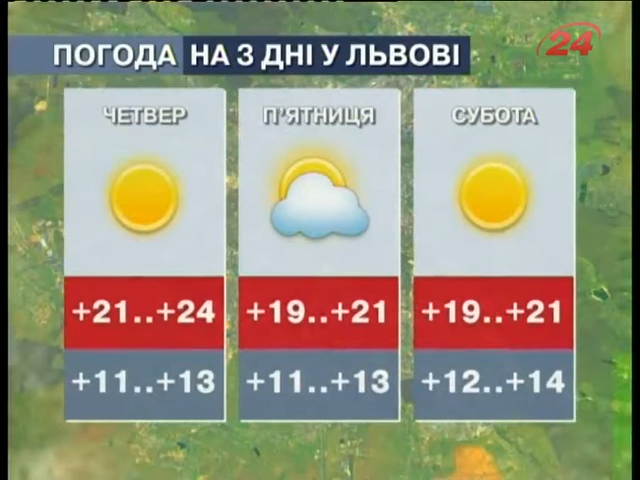 ПОГОДА НА 3 ДНІ У ЛЬВОВІ
24
ЧЕТВЕР
П'ЯТНИЦЯ
СУБОТА
+21..+24
+19..+21
+19..+21
+11..+13
+11..+13
+12..+14